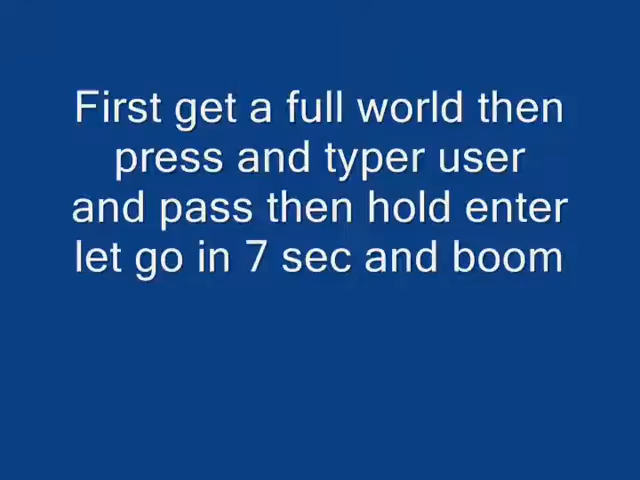 First get a full world then
press and typer user
and pass then hold enter
let go in 7 sec and boom